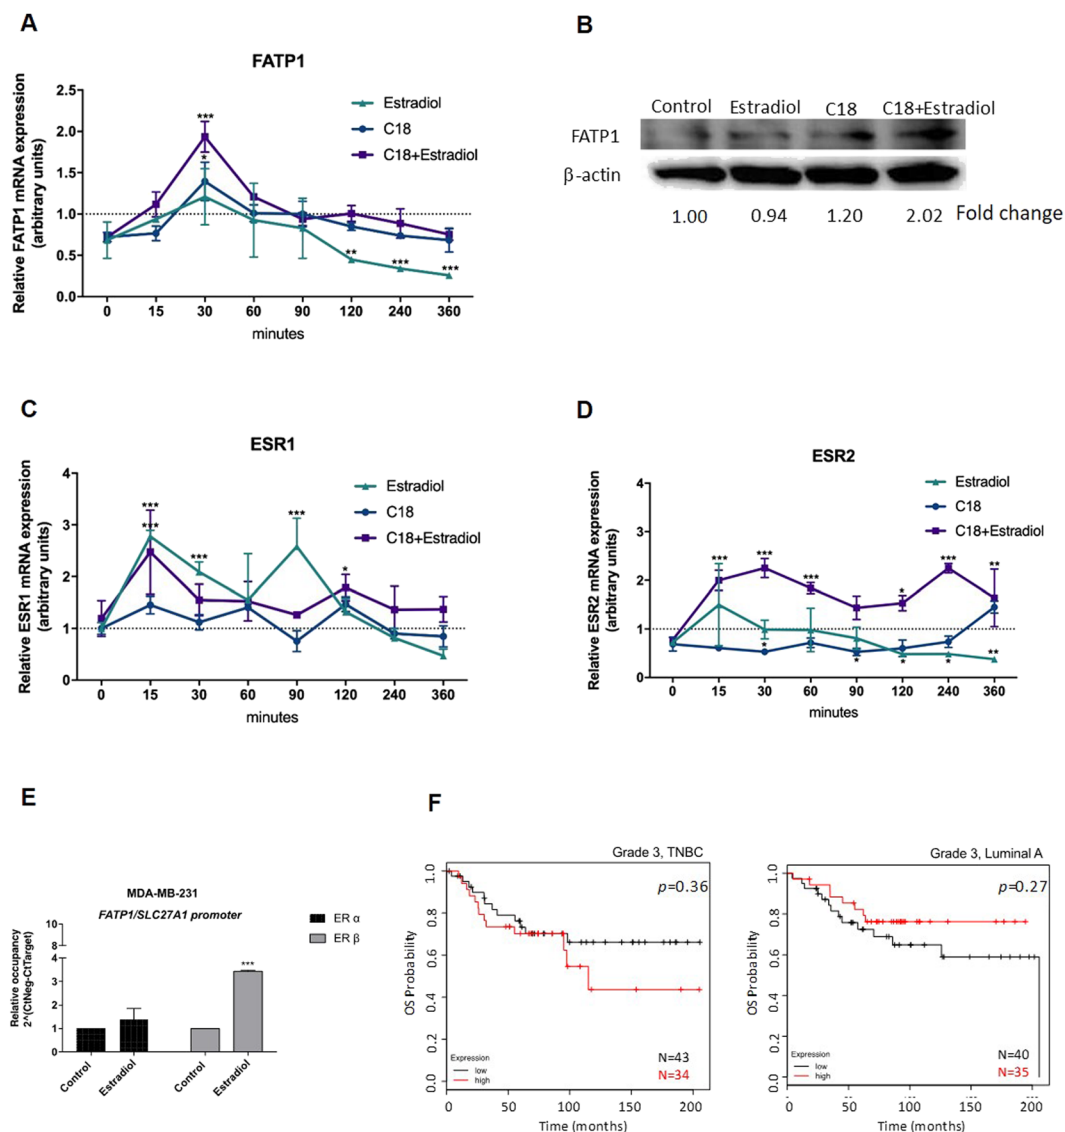 A
FATP1
Relative FATP1 mRNA expression
(arbitrary units)
2.5
2.0
1.5
1.0
0.5
0.0
Estradiol
C18
C18+Estradiol
***
*
**
***
***
0
15
30
60
90
120
240
360
minutes
B
Control
Estradiol
C18
C18+Estradiol
FATP1
β-actin
1.00
0.94
1.20
2.02
Fold change
C
ESR1
Relative ESR1 mRNA expression
(arbitrary units)
4
3
2
1
0
Estradiol
C18
C18+Estradiol
***
***
***
***
*
0
15
30
60
90
120
240
360
minutes
D
ESR2
Relative ESR2 mRNA expression
(arbitrary units)
4
3
2
1
0
Estradiol
C18
C18+Estradiol
***
***
***
*
***
**
*
*
*
*
**
0
15
30
60
90
120
240
360
minutes
E
MDA-MB-231
FATP1/SLC27A1 promoter
Relative occupancy
2^(CtNeg-CtTarget)
10
8
4
3
2
1
0
ER α
ER β
***
Control
Estradiol
Control
Estradiol
F
Grade 3, TNBC
p=0.36
OS Probability
1.0
0.8
0.6
0.4
0.2
0.0
Expression
low
high
N=43
N=34
0
50
100
150
200
Time (months)
Grade 3, Luminal A
p=0.27
OS Probability
1.0
0.8
0.6
0.4
0.2
0.0
Expression
low
high
N=40
N=35
0
50
100
150
200
Time (months)